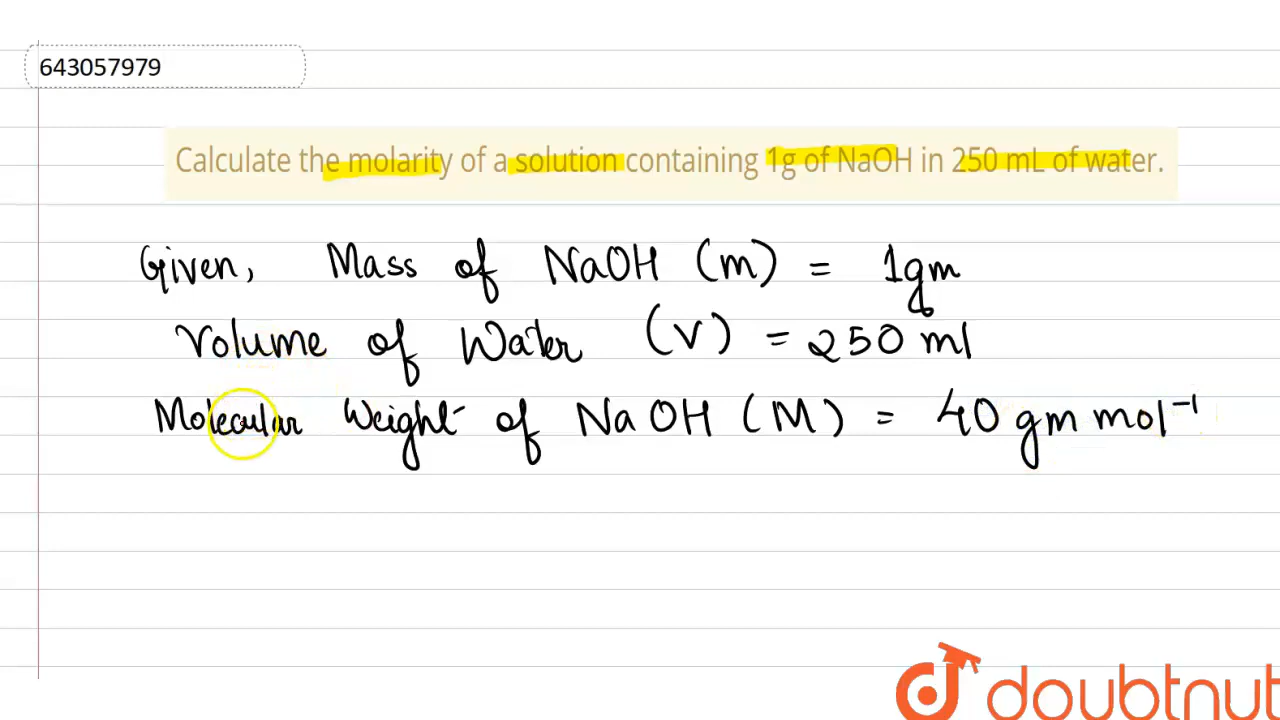 643057979
Calculate the molarity of a solution containing 1g of NaOH in 250 mL of water.
Given, Mass of NaOH (m) = 1gm
Volume of Water (V) = 250 ml
Molecular Weight of NaOH (M) = 40 gm mol⁻¹
doubtnut